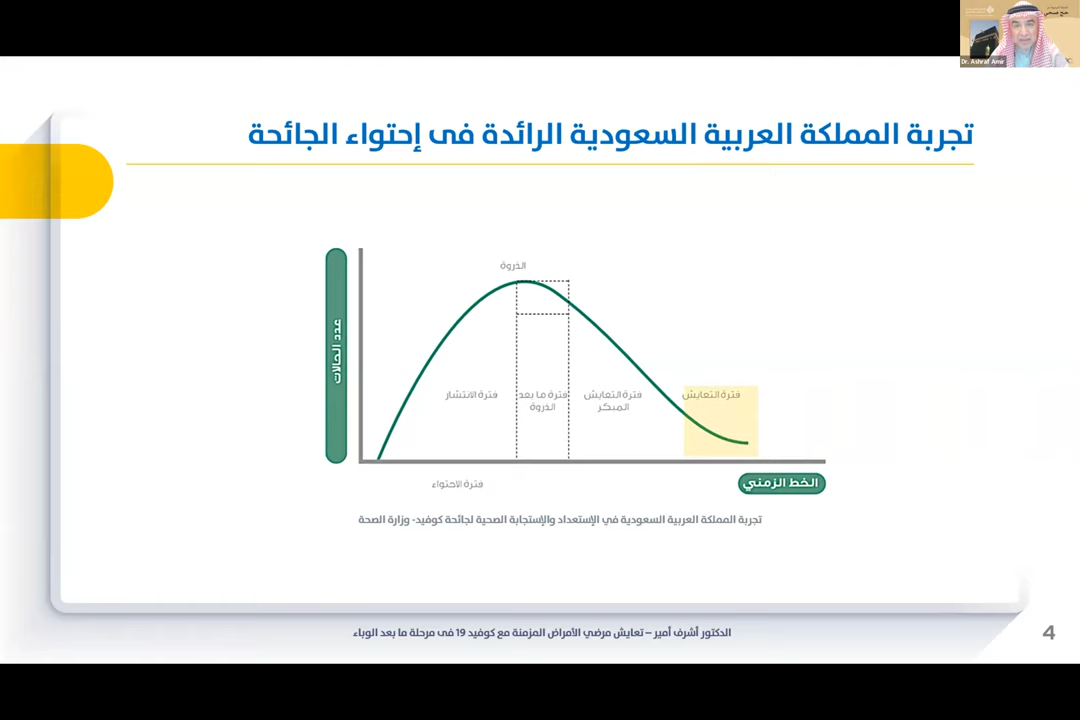 حج صحي
Dr. Ashraf Amir
تجربة المملكة العربية السعودية الرائدة فى إحتواء الجائحة
الذروة
عدد الحالات
فترة الانتشار
فترة ما بعد
الذروة
فترة التعايش
المبكر
فترة التعايش
فترة الاحتواء
الخط الزمني
تجربة المملكة العربية السعودية في الإستعداد والإستجابة الصحية لجائحة كوفيد- وزارة الصحة
الدكتور أشرف أمير – تعايش مرضي الأمراض المزمنة مع كوفيد 19 فى مرحلة ما بعد الوباء
4